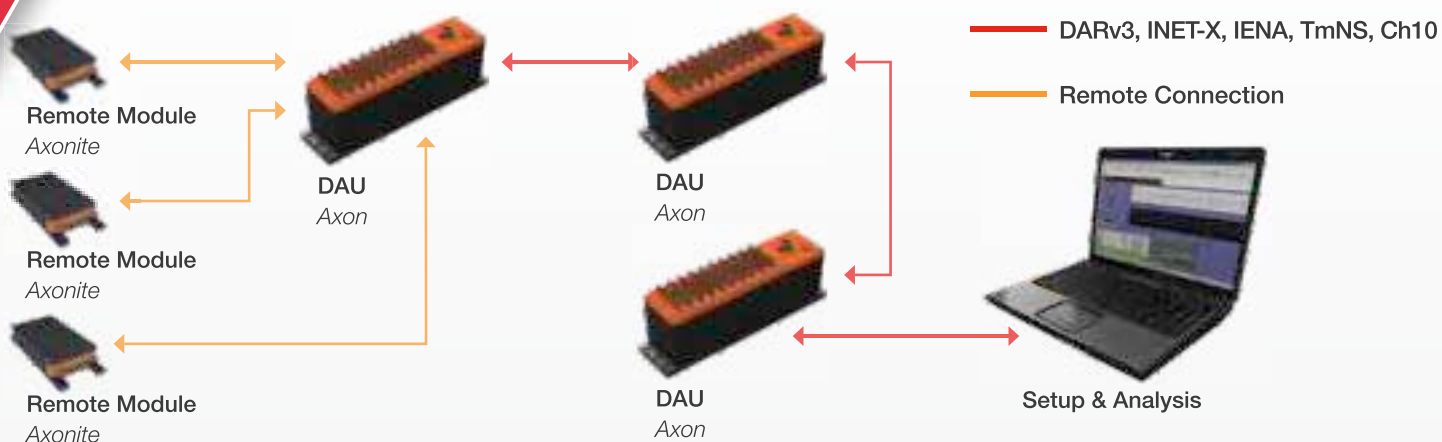 DARv3, INET-X, IENA, TmNS, Ch10
Remote Connection
Remote Module
Axonite
DAU
Axon
DAU
Axon
Remote Module
Axonite
Remote Module
Axonite
DAU
Axon
Setup & Analysis